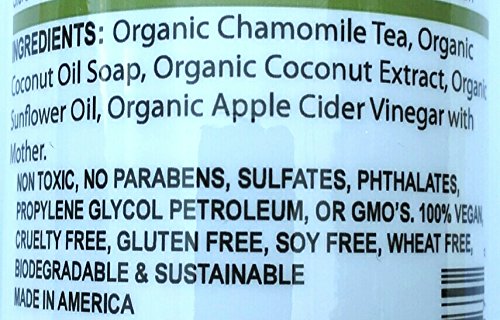 INGREDIENTS: Organic Chamomile Tea, Organic
Coconut Oil Soap, Organic Coconut Extract, Organic
Sunflower Oil, Organic Apple Cider Vinegar with
Mother.
NON TOXIC, NO PARABENS, SULFATES, PHTHALATES,
PROPYLENE GLYCOL PETROLEUM, OR GMO'S. 100% VEGAN,
CRUELTY FREE, GLUTEN FREE, SOY FREE, WHEAT FREE,
BIODEGRADABLE & SUSTAINABLE
MADE IN AMERICA